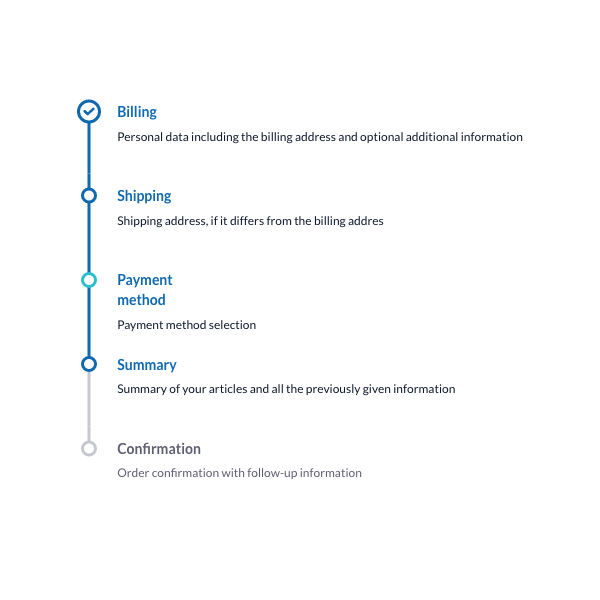 Billing
Personal data including the billing address and optional additional information
Shipping
Shipping address, if it differs from the billing addres
Payment
method
Payment method selection
Summary
Summary of your articles and all the previously given information
Confirmation
Order confirmation with follow-up information